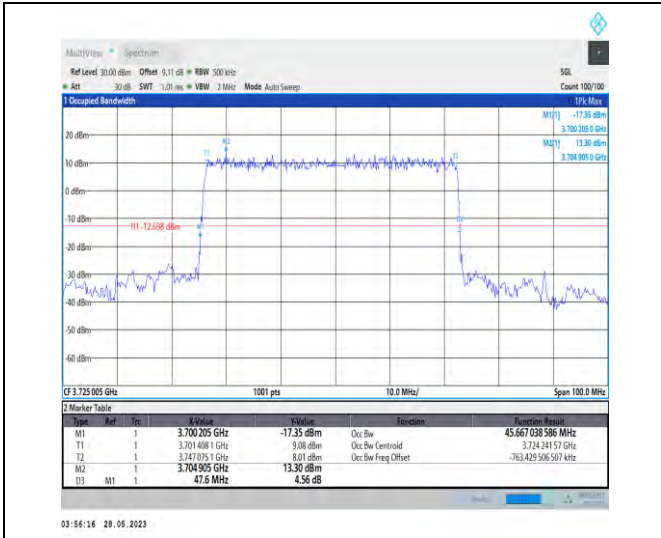 MultiView Spectrum
Ref Level 30.00 dBm Offset 9.11 dB RBW 500 kHz SGL
Att 30 dB SWT 1.01 ms VBW 2 MHz Mode Auto Sweep Count 100/100
1 Occupied Bandwidth 1Pk Max
M1[1] -17.35 dBm
3.700 205 0 GHz
M2[1] 13.30 dBm
3.704 905 0 GHz
20 dBm
M2
T1 T2
10 dBm
0 dBm
-10 dBm
H1 -12.698 dBm M1
-20 dBm
-30 dBm
-40 dBm
-50 dBm
-60 dBm
CF 3.725 005 GHz 1001 pts 10.0 MHz/ Span 100.0 MHz
2 Marker Table
Type Ref Trc X-Value Y-Value Function Function Result
M1 1 3.700 205 GHz -17.35 dBm Occ Bw 45.667 038 586 MHz
T1 1 3.701 408 1 GHz 9.08 dBm Occ Bw Centroid 3.724 241 57 GHz
T2 1 3.747 075 1 GHz 8.01 dBm Occ Bw Freq Offset -763.429 506 507 kHz
M2 1 3.704 905 GHz 13.30 dBm
D3 M1 1 47.6 MHz 4.56 dB
03:56:16 28.05.2023